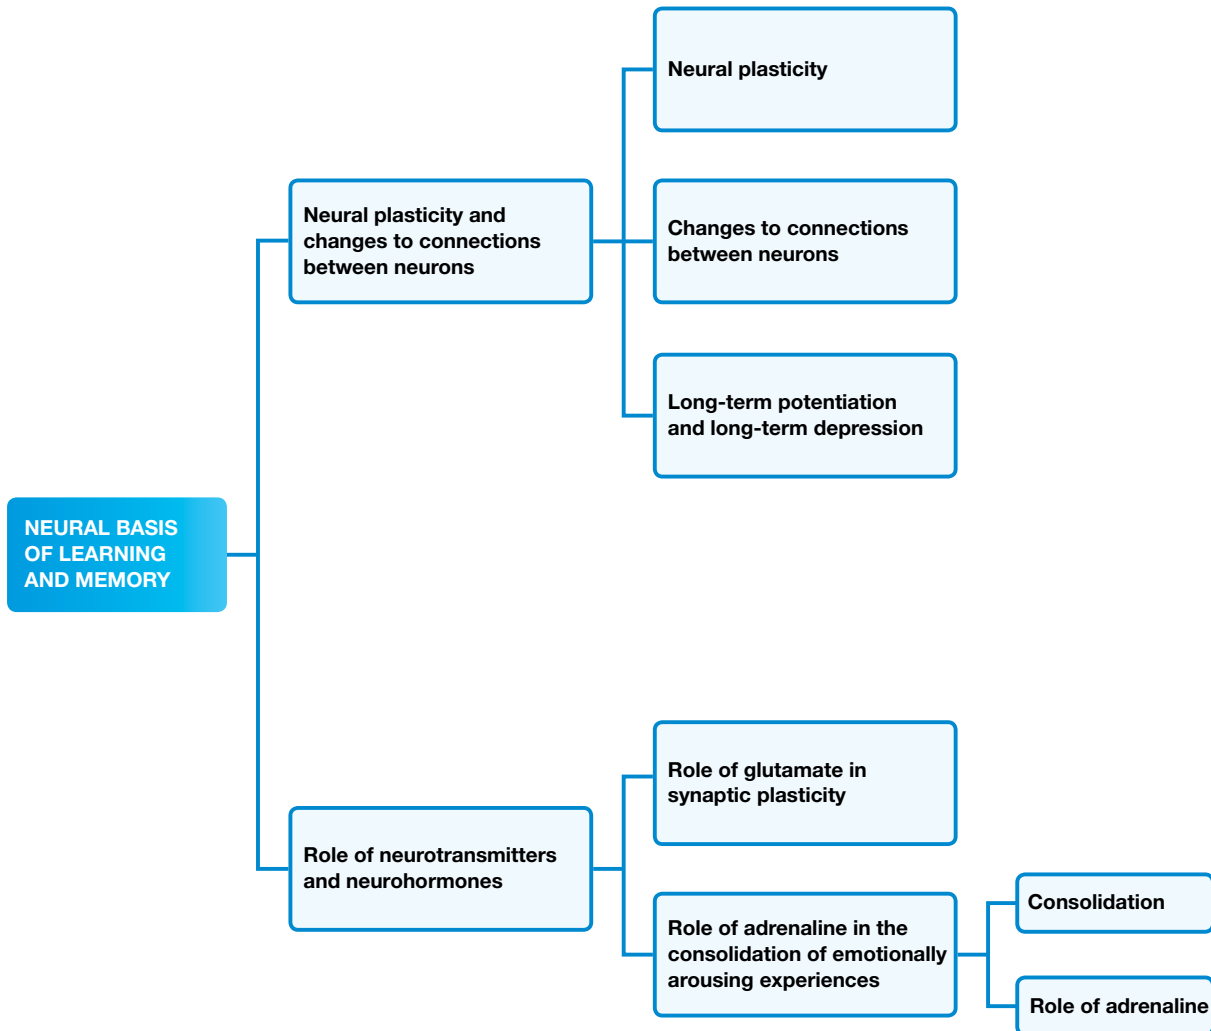 Neural plasticity
Neural plasticity and
changes to connections
between neurons
Changes to connections
between neurons
Long-term potentiation
and long-term depression
NEURAL BASIS
OF LEARNING
AND MEMORY
Role of glutamate in
synaptic plasticity
Role of neurotransmitters
and neurohormones
Role of adrenaline in the
consolidation of emotionally
arousing experiences
Consolidation
Role of adrenaline